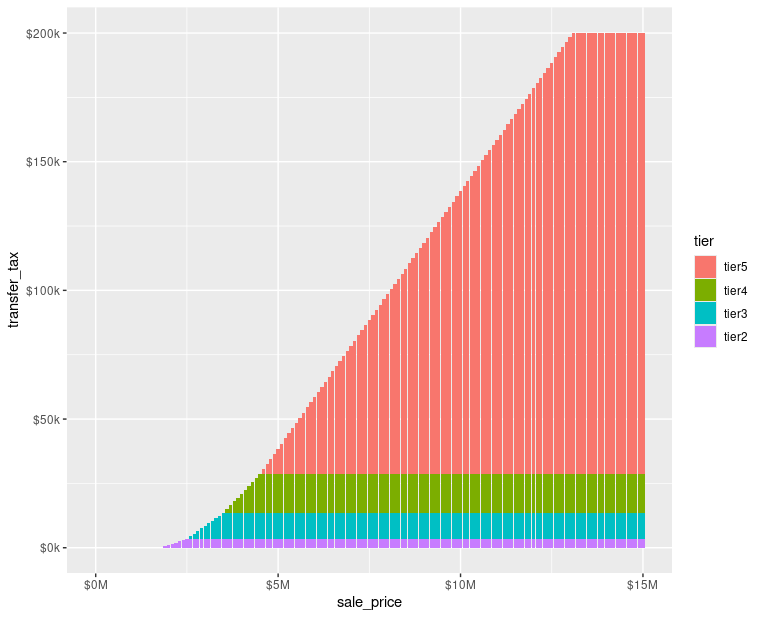 $200k
$150k
$100k
$50k
$0k
transfer_tax
$0M
$5M
$10M
$15M
sale_price
tier
tier5
tier4
tier3
tier2